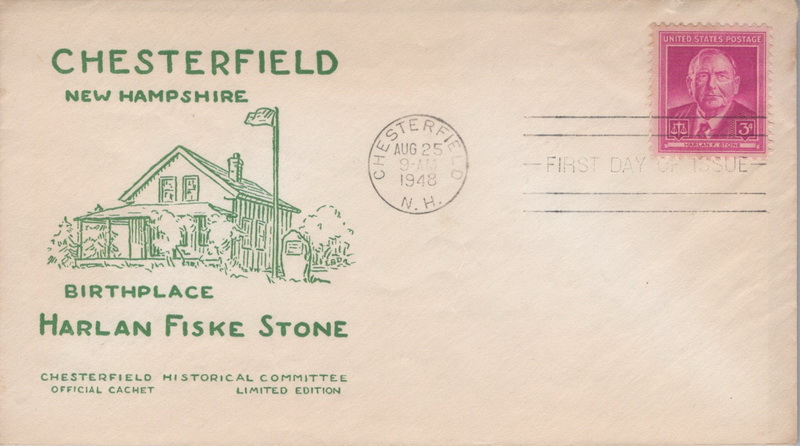 CHESTERFIELD
NEW HAMPSHIRE
BIRTHPLACE
HARLAN FISKE STONE
CHESTERFIELD HISTORICAL COMMITTEE
OFFICIAL CACHET LIMITED EDITION
CHESTERFIELD
AUG 25
9-AM
1948
N. H.
FIRST DAY OF ISSUE
UNITED STATES POSTAGE
3¢
HARLAN F. STONE